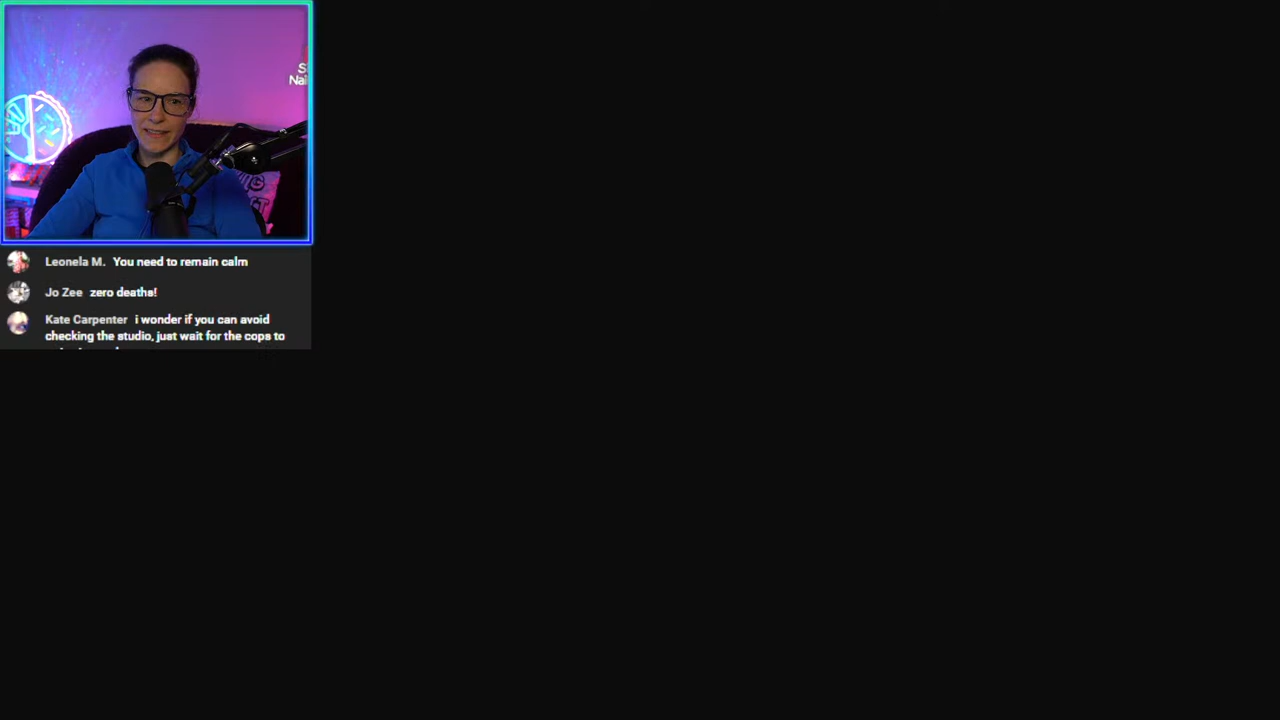 Leonela M. You need to remain calm
Jo Zee zero deaths!
Kate Carpenter i wonder if you can avoid
checking the studio, just wait for the cops to